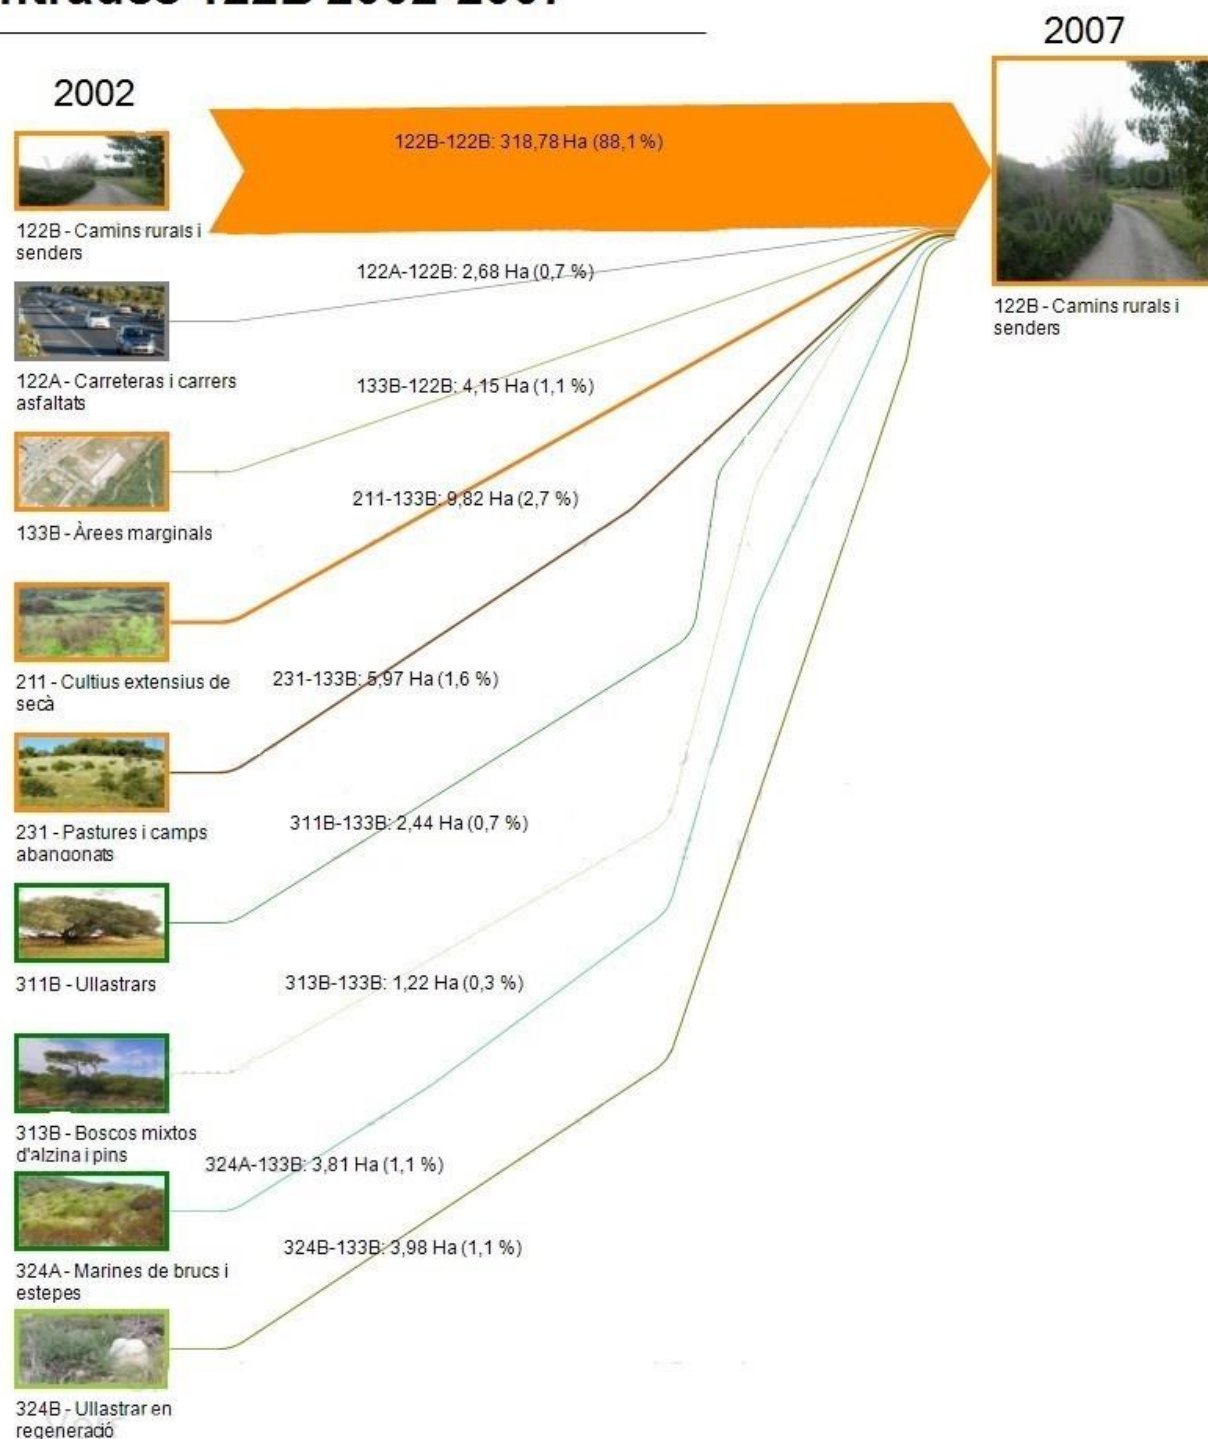 122B 2002-2007
2007
2002
122B-122B: 318,78 Ha (88,1 %)
122B - Camins rurals i
senders
122A-122B: 2,68 Ha (0,7 %)
122B - Camins rurals i
senders
122A - Carreteras i carrers
asfaltats
133B-122B: 4,15 Ha (1,1 %)
211-133B: 9,82 Ha (2,7 %)
133B - Àrees marginals
211 - Cultius extensius de
secà
231-133B: 5,97 Ha (1,6 %)
231 - Pastures i camps
abandonats
311B-133B: 2,44 Ha (0,7 %)
311B - Ullastrars
313B-133B: 1,22 Ha (0,3 %)
313B - Boscos mixtos
d'alzina i pins
324A-133B: 3,81 Ha (1,1 %)
324A - Marines de brucs i
estepes
324B-133B: 3,98 Ha (1,1 %)
324B - Ullastrar en
regeneració